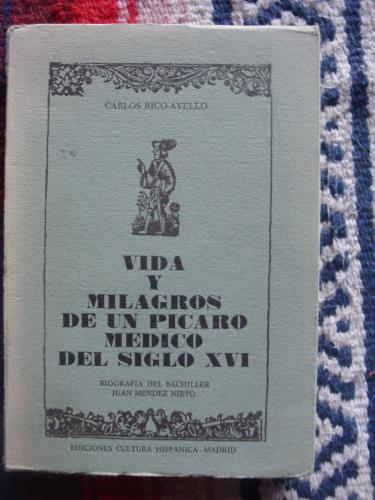 CARLOS RICO-AVELLO
VIDA
Y
MILAGROS
DE UN PICARO
MEDICO
DEL SIGLO XVI
BIOGRAFIA DEL BACHILLER
JUAN MENDEZ NIETO
EDICIONES CULTURA HISPANICA - MADRID